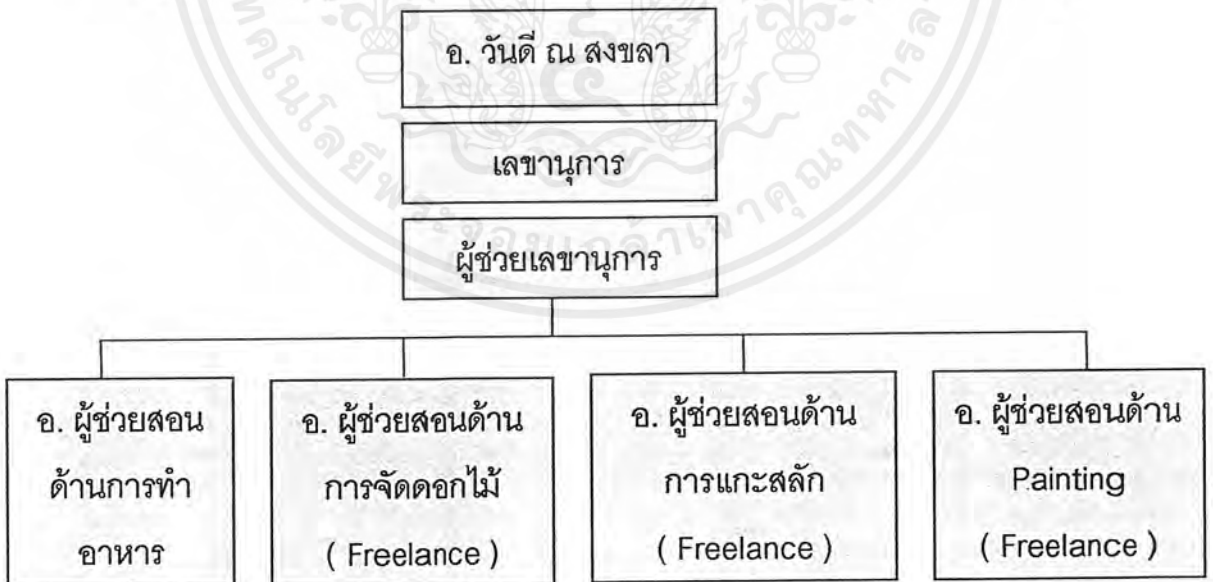 อ. วันดี ณ สงขลา
เลขานุการ
ผู้ช่วยเลขานุการ
อ. ผู้ช่วยสอน
ด้านการทำ
อาหาร
อ. ผู้ช่วยสอนด้าน
การจัดดอกไม้
( Freelance )
อ. ผู้ช่วยสอนด้าน
การแกะสลัก
( Freelance )
อ. ผู้ช่วยสอนด้าน
Painting
( Freelance )